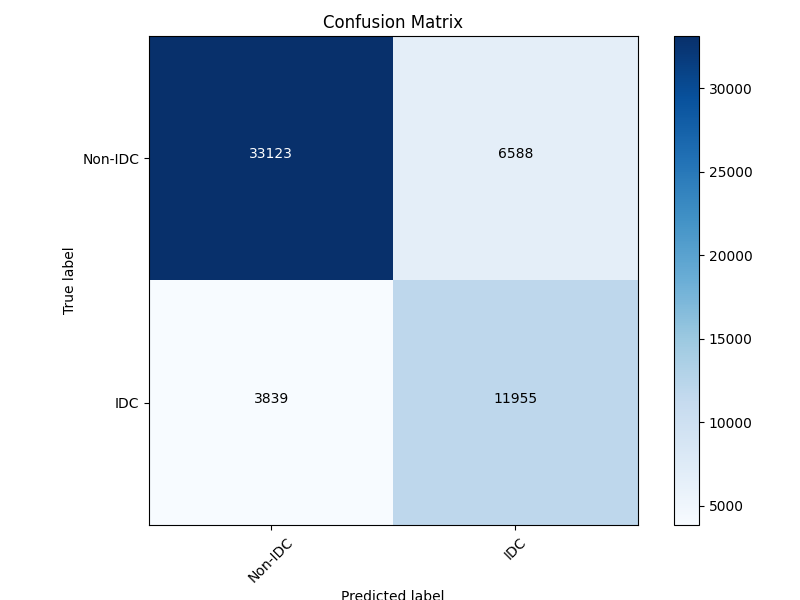 Confusion Matrix
Non-IDC
33123
6588
IDC
3839
11955
True label
Non-IDC
IDC
Predicted label
30000
25000
20000
15000
10000
5000